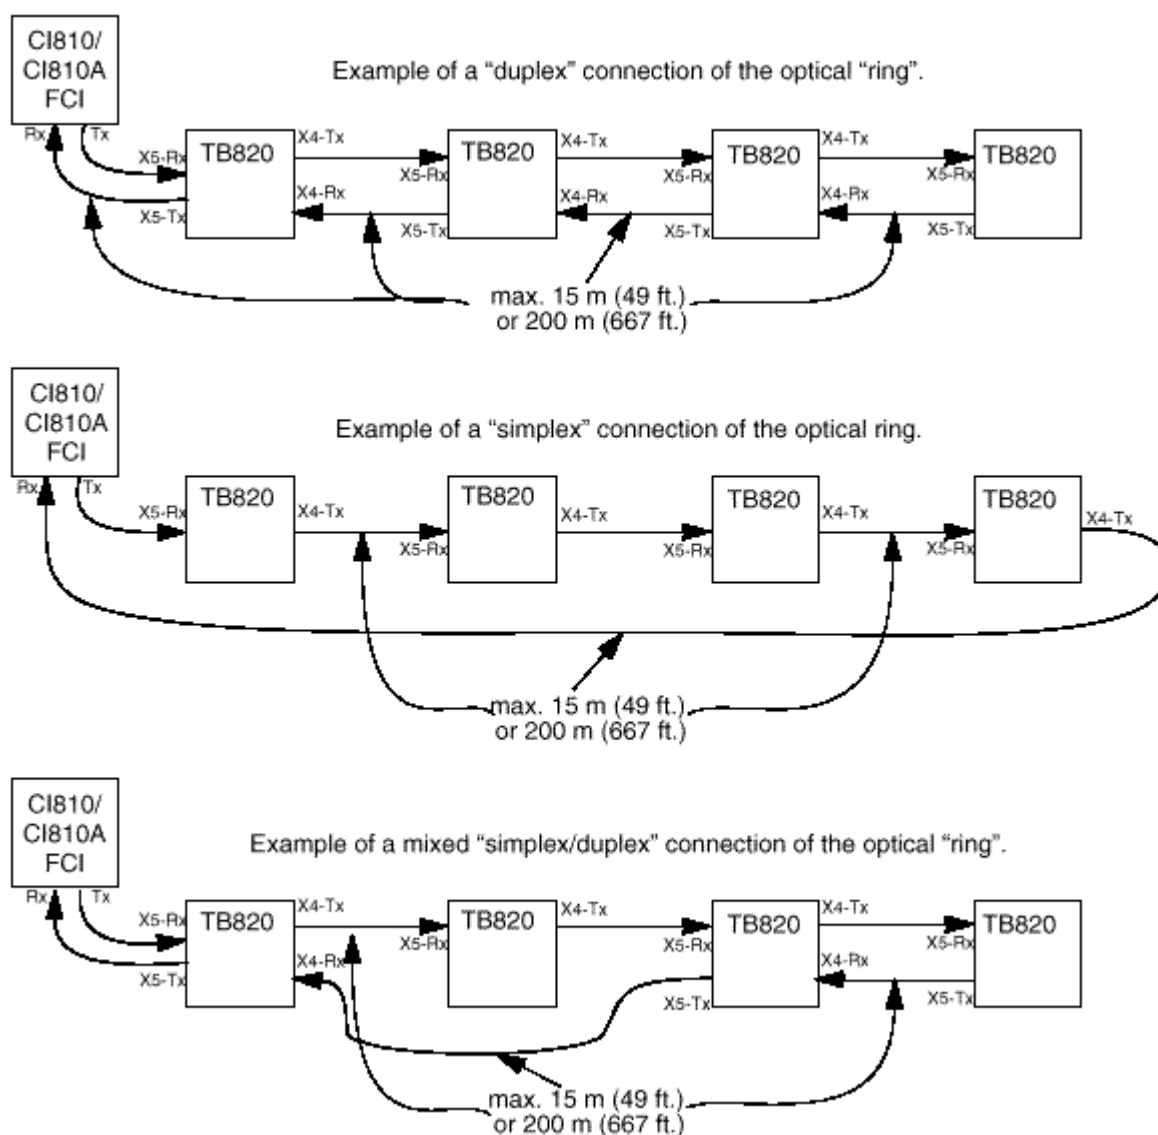 CI810/
CI810A
FCI
Example of a “duplex” connection of the optical “ring”.
Rx Tx
X5-Rx TB820 X4-Tx X5-Rx TB820 X4-Tx X5-Rx TB820 X4-Tx X5-Rx TB820
X5-Tx X4-Rx X5-Tx X4-Rx X5-Tx X4-Rx X5-Tx
max. 15 m (49 ft.)
or 200 m (667 ft.)
CI810/
CI810A
FCI
Example of a “simplex” connection of the optical ring.
Rx Tx
X5-Rx TB820 X4-Tx X5-Rx TB820 X4-Tx X5-Rx TB820 X4-Tx X5-Rx TB820 X4-Tx
max. 15 m (49 ft.)
or 200 m (667 ft.)
CI810/
CI810A
FCI
Example of a mixed “simplex/duplex” connection of the optical “ring”.
Rx Tx
X5-Rx TB820 X4-Tx X5-Rx TB820 X4-Tx X5-Rx TB820 X4-Tx X5-Rx TB820
X5-Tx X4-Rx X5-Tx X4-Rx X5-Tx
max. 15 m (49 ft.)
or 200 m (667 ft.)